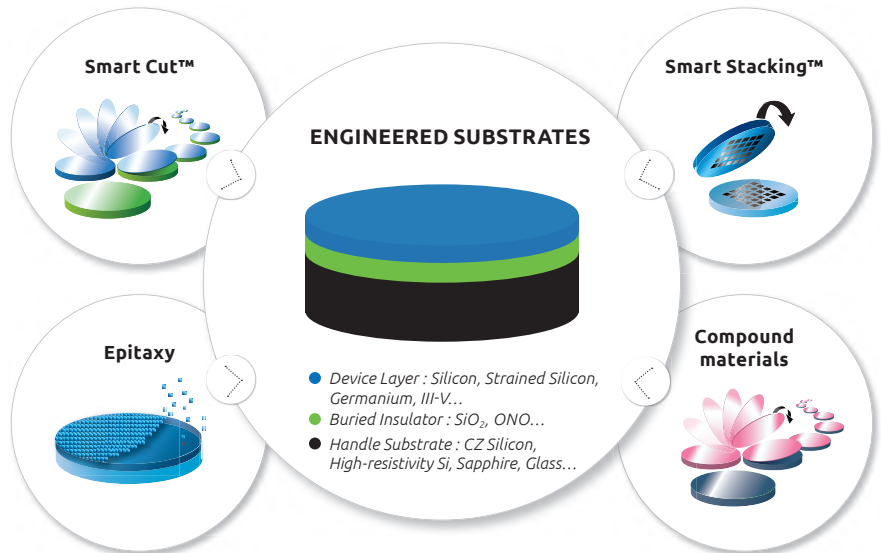 Smart Cut™
Smart Stacking™
ENGINEERED SUBSTRATES
Epitaxy
Compound
materials
Device Layer : Silicon, Strained Silicon,
Germanium, III-V...
Buried Insulator : SiO₂, ONO...
Handle Substrate : CZ Silicon,
High-resistivity Si, Sapphire, Glass...